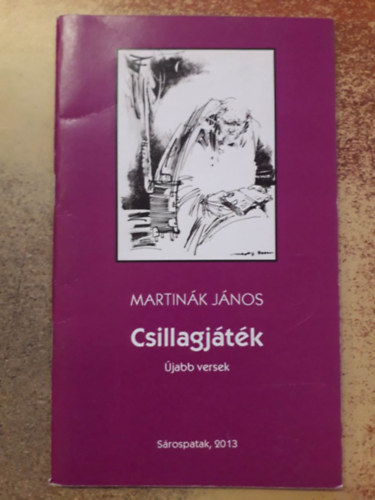 MARTINÁK JÁNOS
Csillagjáték
Újabb versek
Sárospatak, 2013